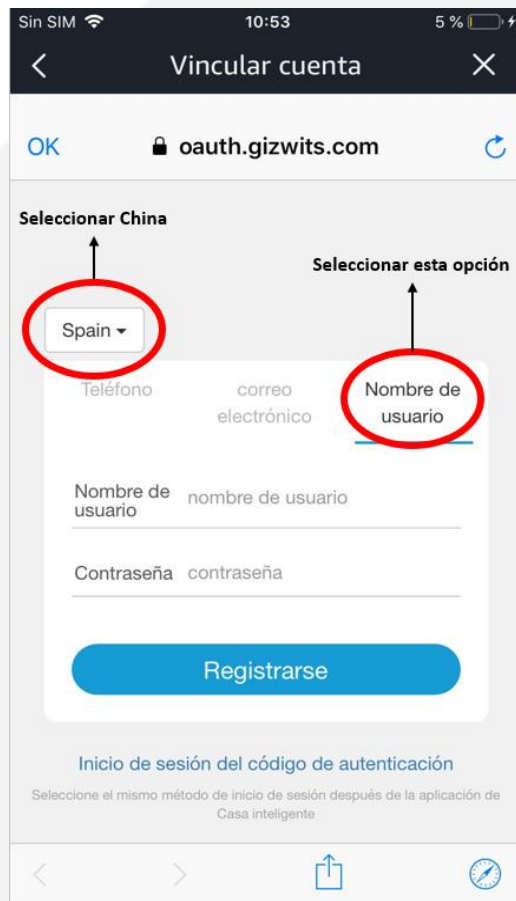 Sin SIM 10:53 5 %
Vincular cuenta
OK oauth.gizwits.com
Seleccionar China
Seleccionar esta opción
Spain
Teléfono correo electrónico Nombre de usuario
Nombre de usuario nombre de usuario
Contraseña contraseña
Registrarse
Inicio de sesión del código de autenticación
Seleccione el mismo método de inicio de sesión después de la aplicación de
Casa inteligente